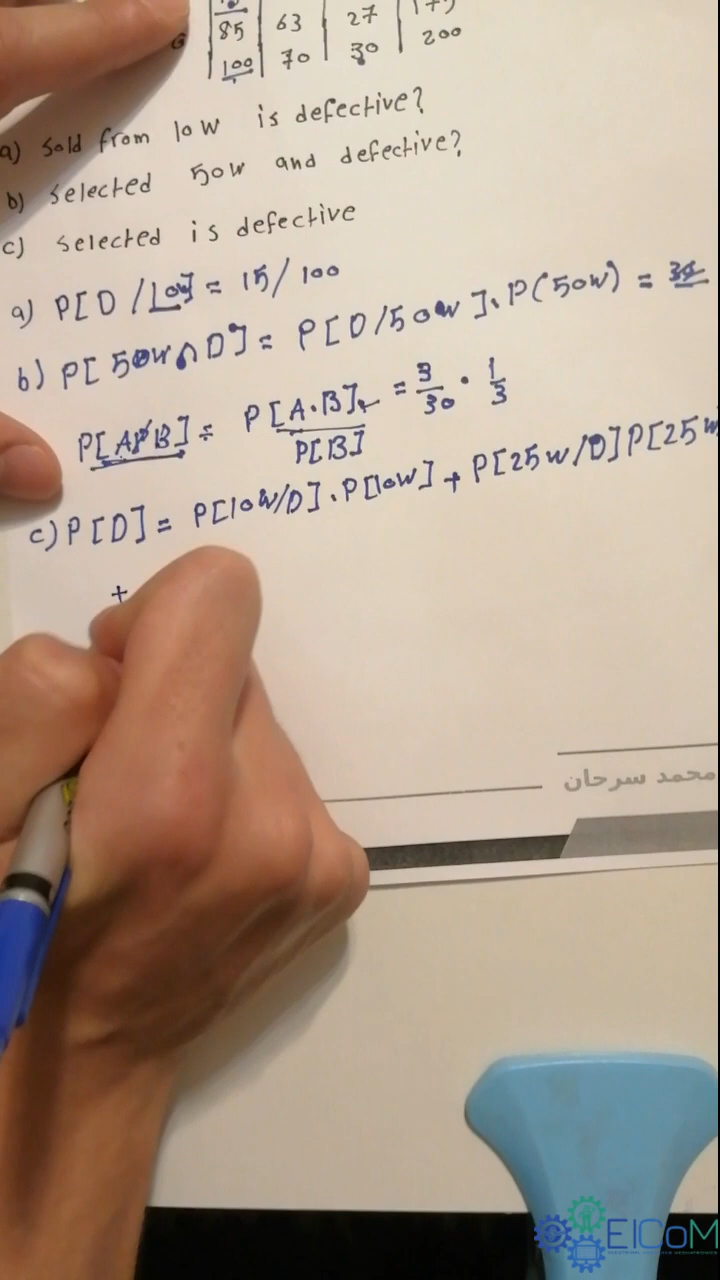 85 | 63 | 27
100 | 70 | 30 | 200
a) Sold from 10W is defective?
b) Selected 50W and defective?
c) Selected is defective
a) P[D/10W] = 15/100
b) P[50W∩D] = P[D/50W].P(50W) =
P[A/B] = P[A·B] / P[B] = 3/30 · 1/3
c) P[D] = P[10W/D].P[10W] + P[25W/D]P[25W
+
محمد سرحان
EICoM